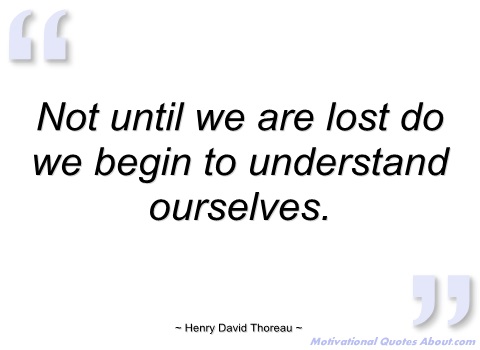 “
Not until we are lost do
we begin to understand
ourselves.
”
~ Henry David Thoreau ~
Motivational Quotes About.com